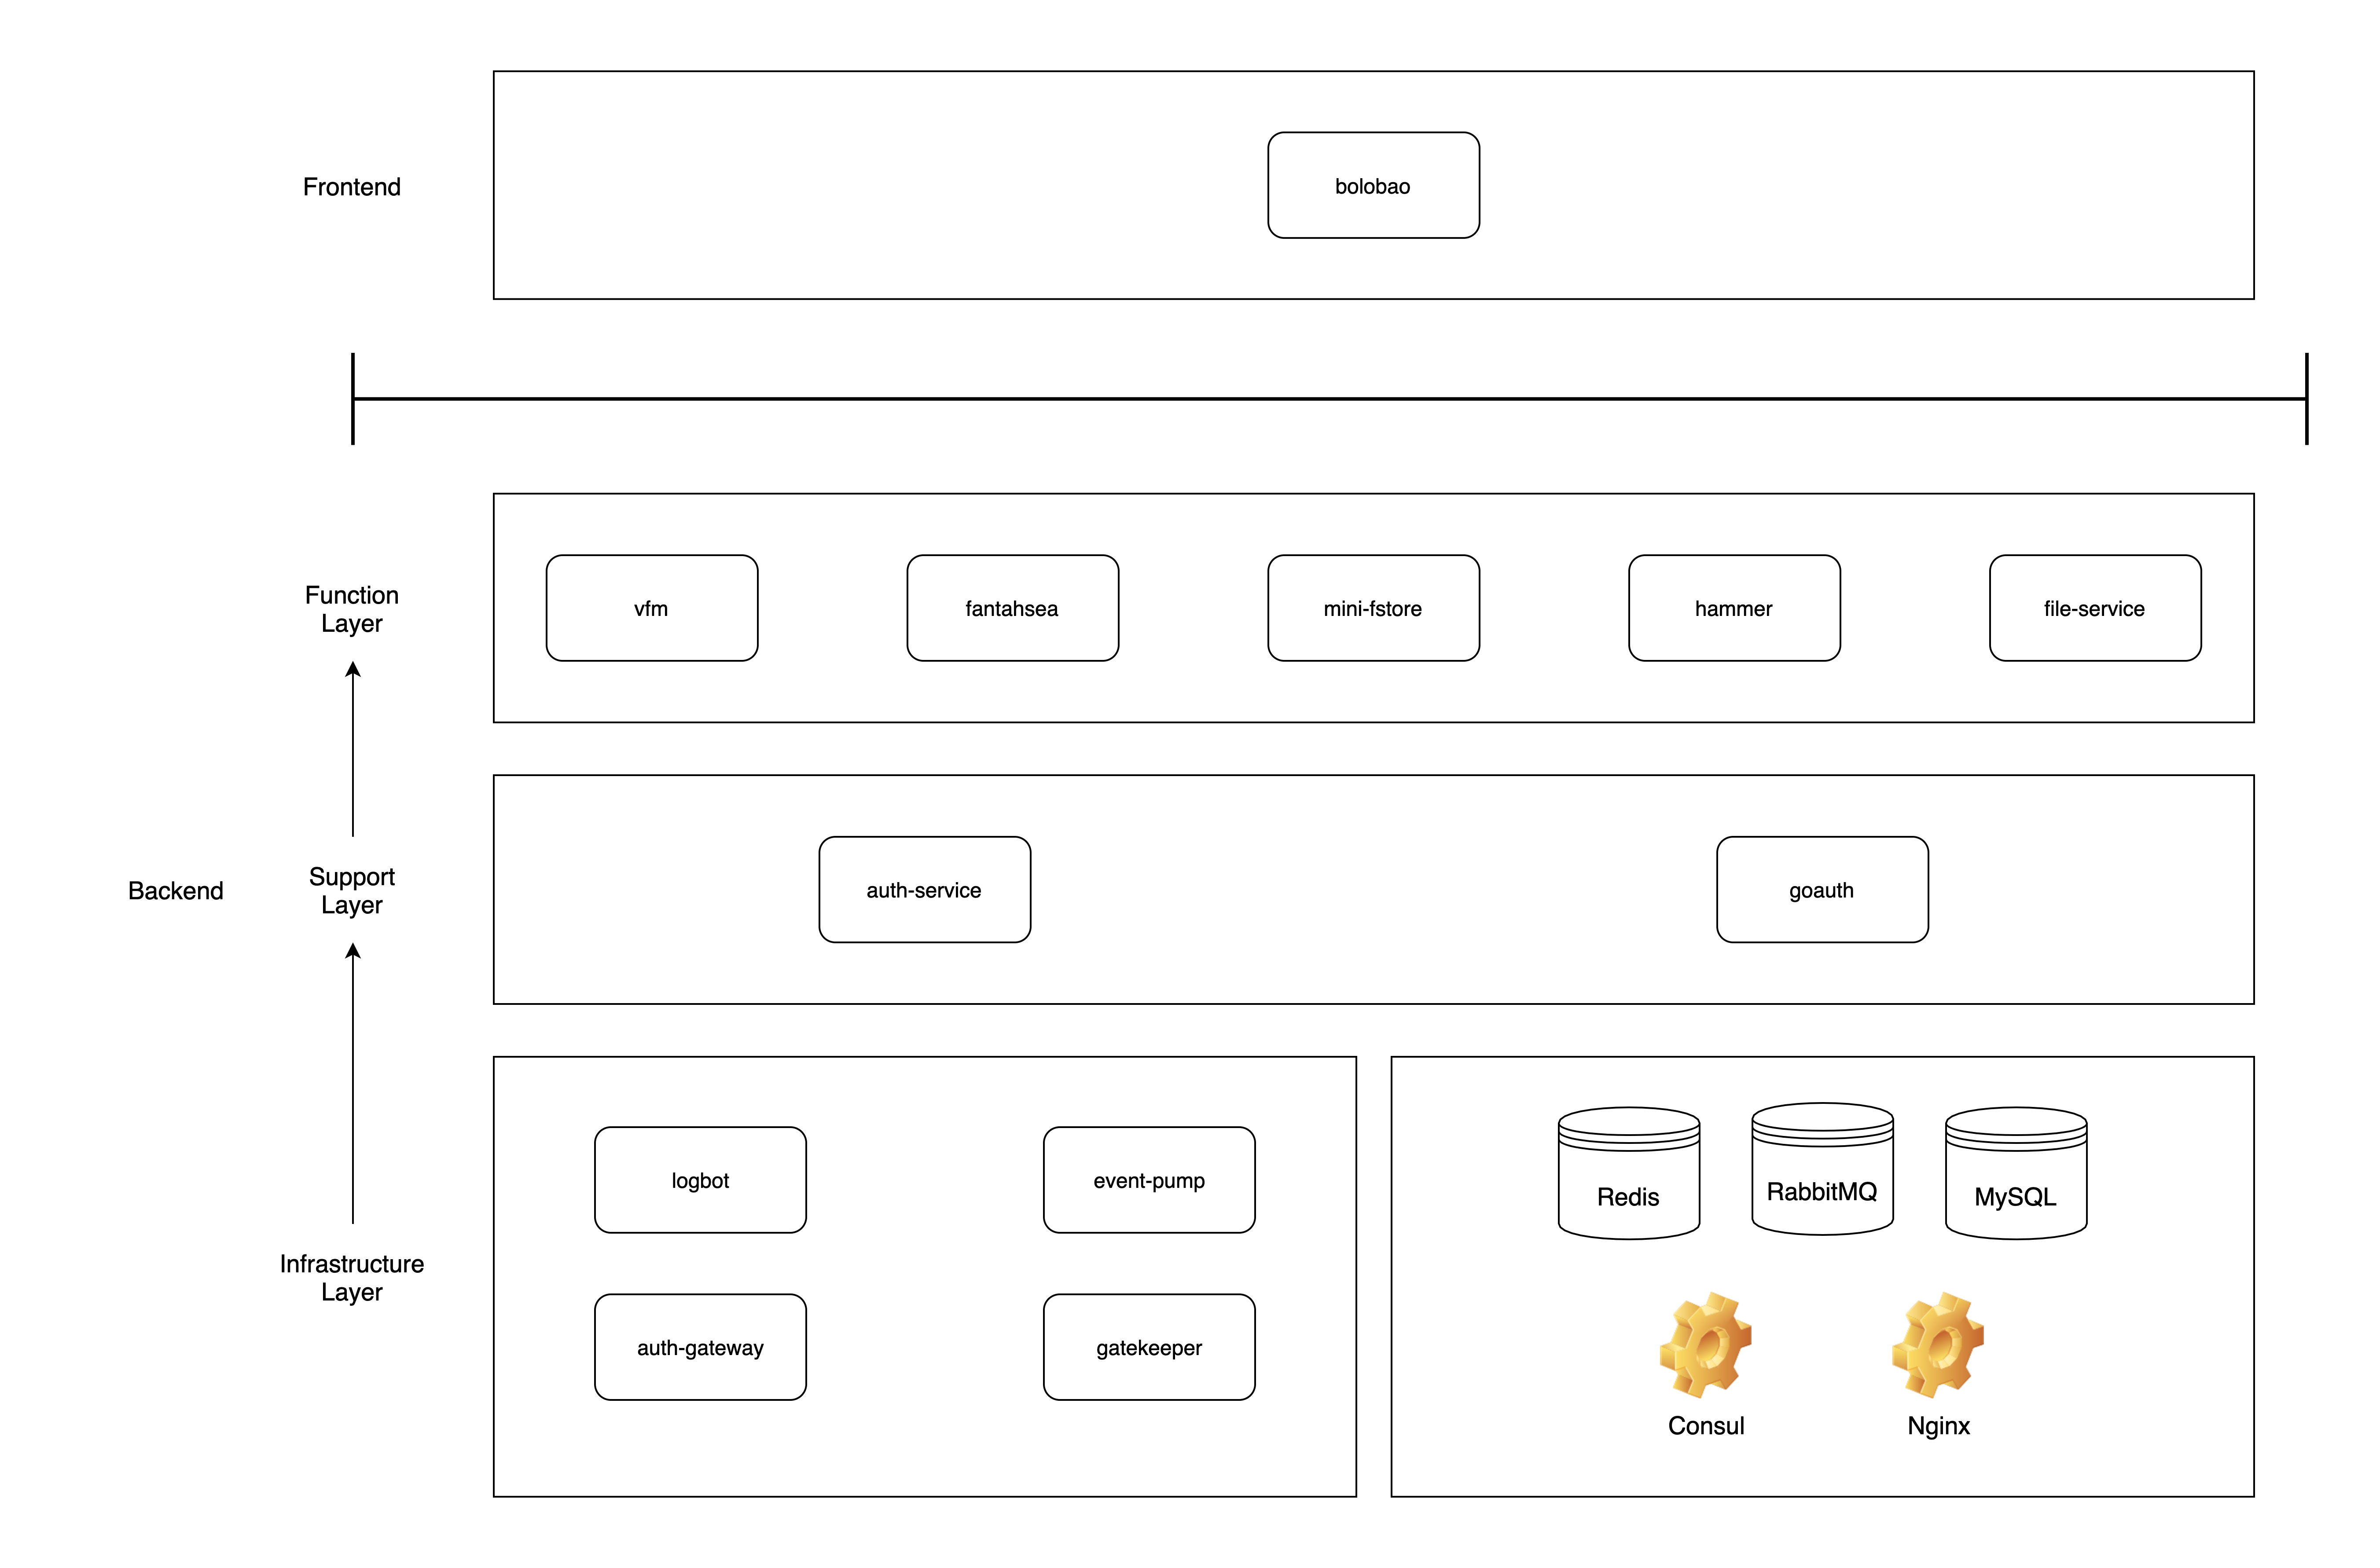 bolobao
Frontend
vfm
fantahsea
mini-fstore
hammer
file-service
Function
Layer
Backend
Support
Layer
auth-service
goauth
Infrastructure
Layer
logbot
event-pump
auth-gateway
gatekeeper
Redis
RabbitMQ
MySQL
Consul
Nginx